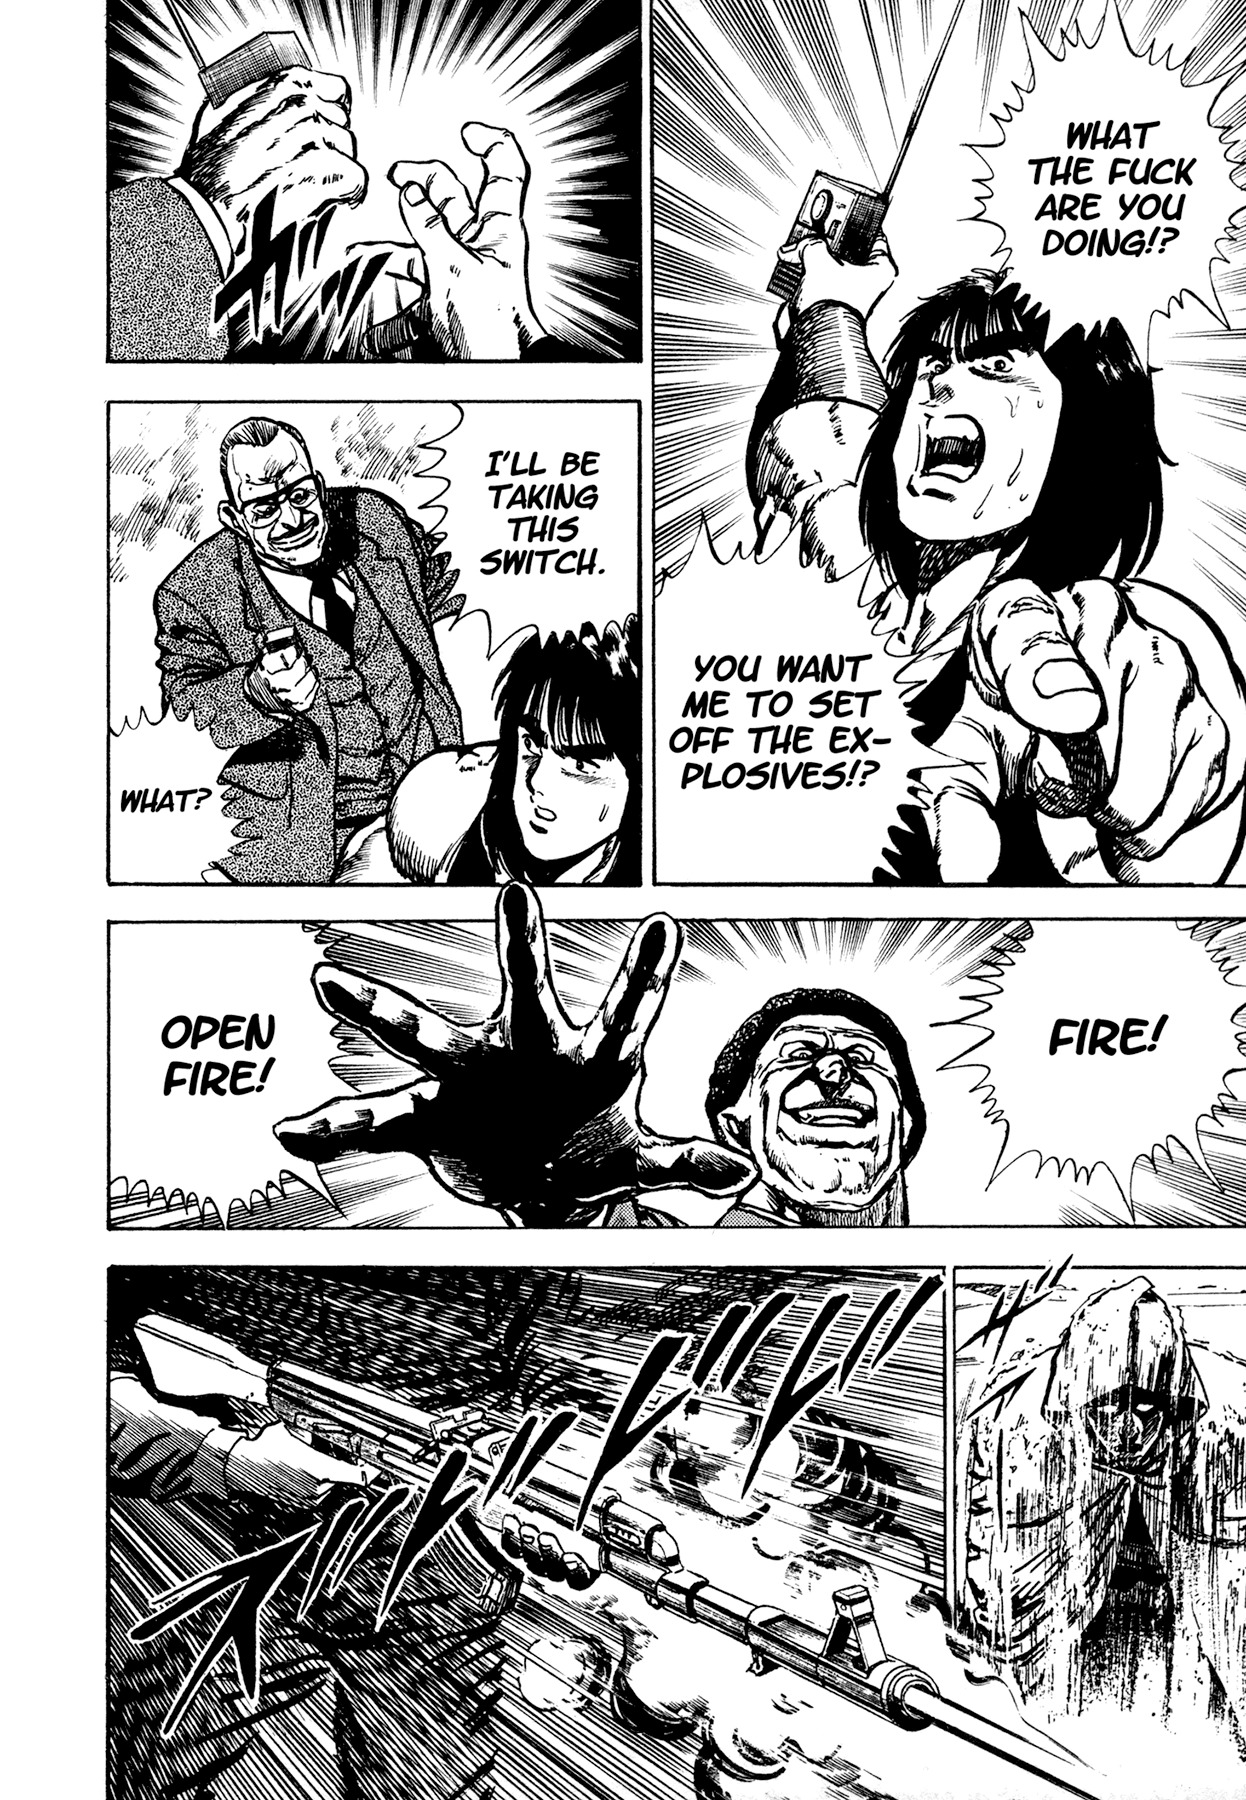 WHAT
THE FUCK
ARE YOU
DOING!?
YOU WANT
ME TO SET
OFF THE EX-
PLOSIVES!?
I'LL BE
TAKING
THIS
SWITCH.
WHAT?
FIRE!
OPEN
FIRE!